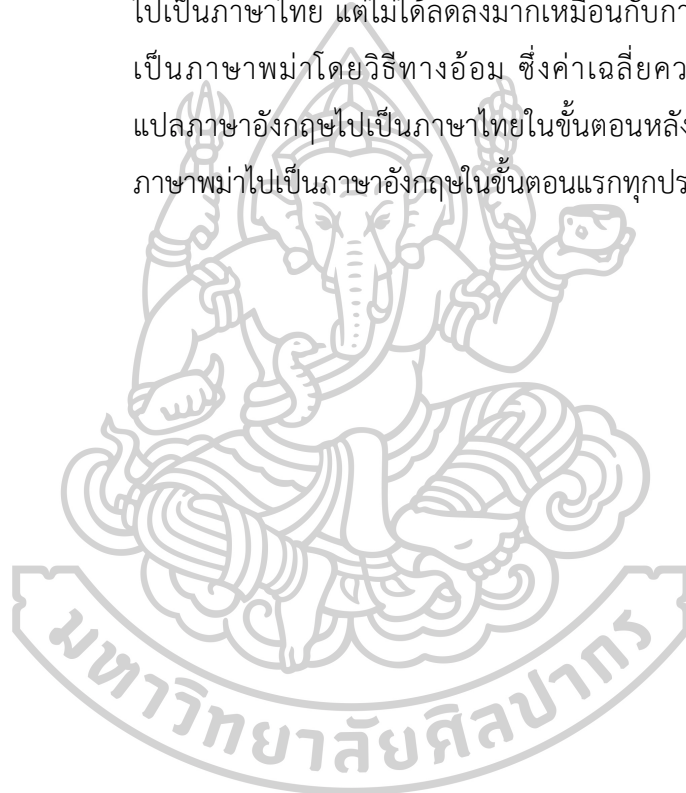 ไปเป็นภาษาไทย แต่ไม่ได้ลดลงมากเหมือนกับกา
เป็นภาษาพม่าโดยวิธีทางอ้อม ซึ่งค่าเฉลี่ยคว
แปลภาษาอังกฤษไปเป็นภาษาไทยในขั้นตอนหลัง
ภาษาพม่าไปเป็นภาษาอังกฤษในขั้นตอนแรกทุกปร
มหาวิทยาลัยศิลปากร